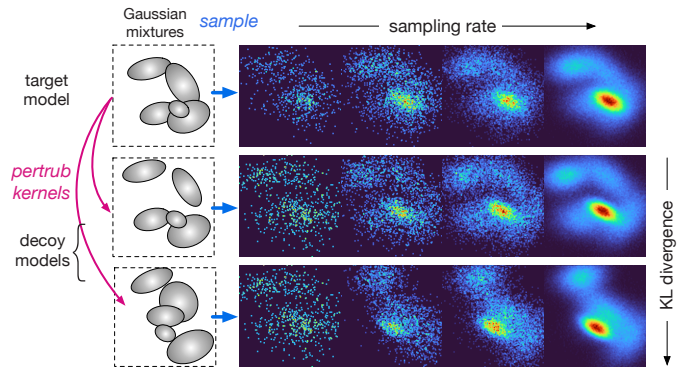 Gaussian
mixtures
sample
sampling rate
target
model
pertrub
kernels
decoy
models
KL divergence